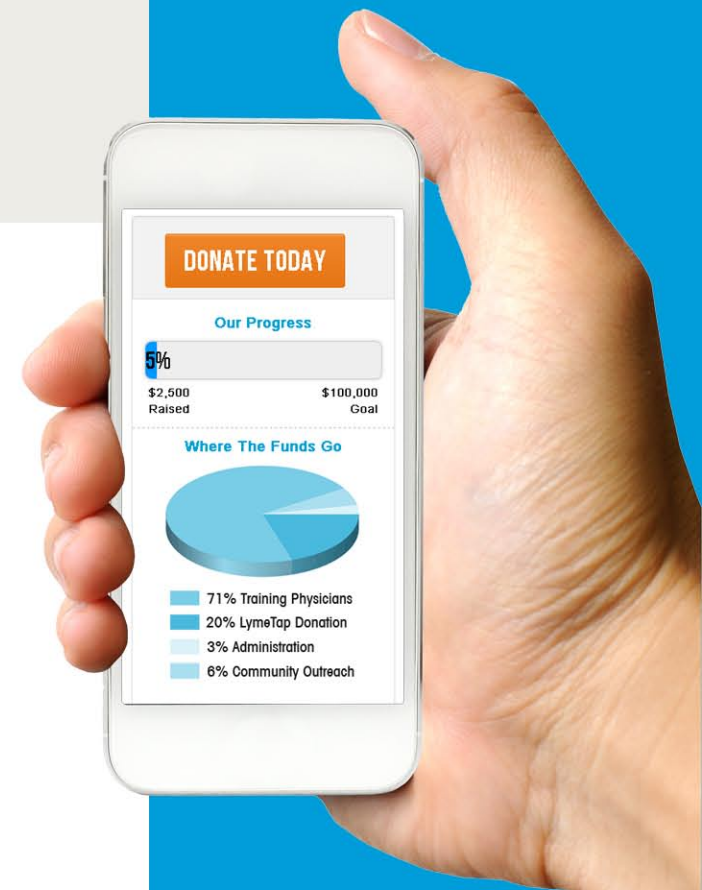 DONATE TODAY
Our Progress
5%
$2,500 $100,000
Raised Goal
Where The Funds Go
71% Training Physicians
20% LymeTap Donation
3% Administration
6% Community Outreach